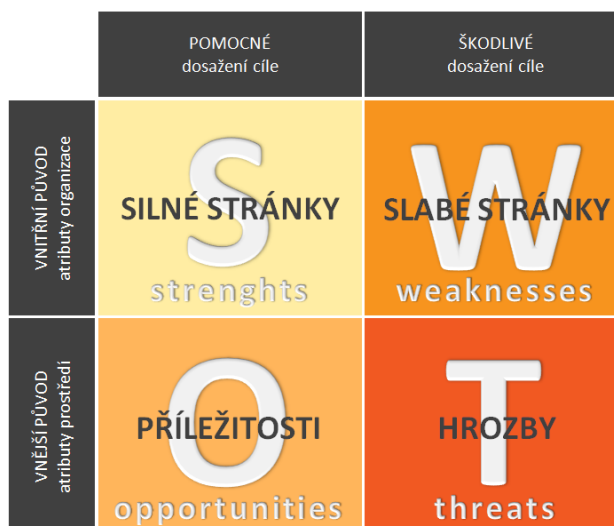 POMOCNÉ
dosažení cíle
ŠKODLIVÉ
dosažení cíle
VNITŘNÍ PŮVOD
atributy organizace
S
SILNÉ STRÁNKY
strenghts
W
SLABÉ STRÁNKY
weaknesses
VNĚJŠÍ PŮVOD
atributy prostředí
O
PŘÍLEŽITOSTI
opportunities
T
HROZBY
threats